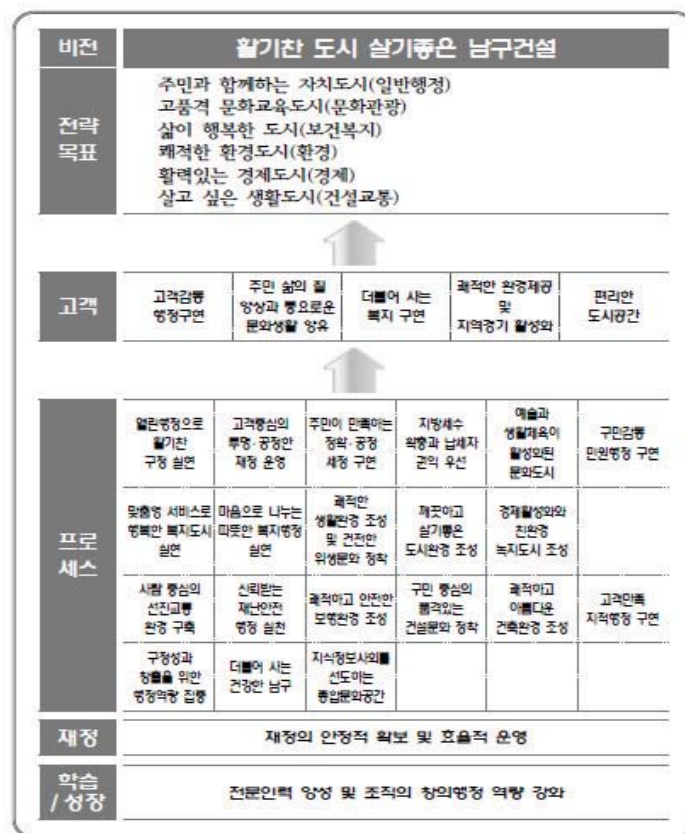 비전
활기찬 도시 살기좋은 남구건설
전략
목표
주민과 함께하는 자치도시(일반행정)
고품격 문화교육도시(문화관광)
삶이 행복한 도시(보건복지)
쾌적한 환경도시(환경)
활력있는 경제도시(경제)
살고 싶은 생활도시(건설교통)
고객
고객감동
행정구현
주민 삶의 질
향상과 풍요로운
문화생활 향유
더불어 사는
복지 구현
쾌적한 환경제공
및
지역경기 활성화
편리한
도시공간
프로
세스
열린행정으로
활기찬
구정 실현
고객중심의
투명·공정한
재정 운영
주민이 만족하는
정확·공정
세정 구현
지방세수
확충과 납세자
권익 우선
예술과
생활체육이
활성화된
문화도시
구민감동
민원행정 구현
맞춤형 서비스로
행복한 복지도시
실현
마음으로 나누는
따뜻한 복지행정
실현
쾌적한
생활환경 조성
및 건전한
위생문화 정착
깨끗하고
살기좋은
도시환경 조성
경제활성화와
친환경
녹지도시 조성
사람 중심의
선진교통
환경 구축
신뢰받는
재난안전
행정 실천
쾌적하고 안전한
보행환경 조성
구민 중심의
품격있는
건설문화 정착
쾌적하고
아름다운
건축환경 조성
고객만족
지적행정 구현
구정성과
창출을 위한
행정역량 집중
더불어 사는
건강한 남구
지식정보사회를
선도하는
종합문화공간
재정
재정의 안정적 확보 및 효율적 운영
학습
/성장
전문인력 양성 및 조직의 창의행정 역량 강화